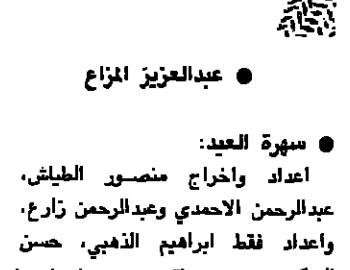 ● عبدالعزيز المزاع
● سهرة العيد:
اعداد واخراج منصور الطياش،
عبدالرحمن الاحمدي وعبدالرحمن زارع.
واعداد فقط ابراهيم الذهبي، حسن